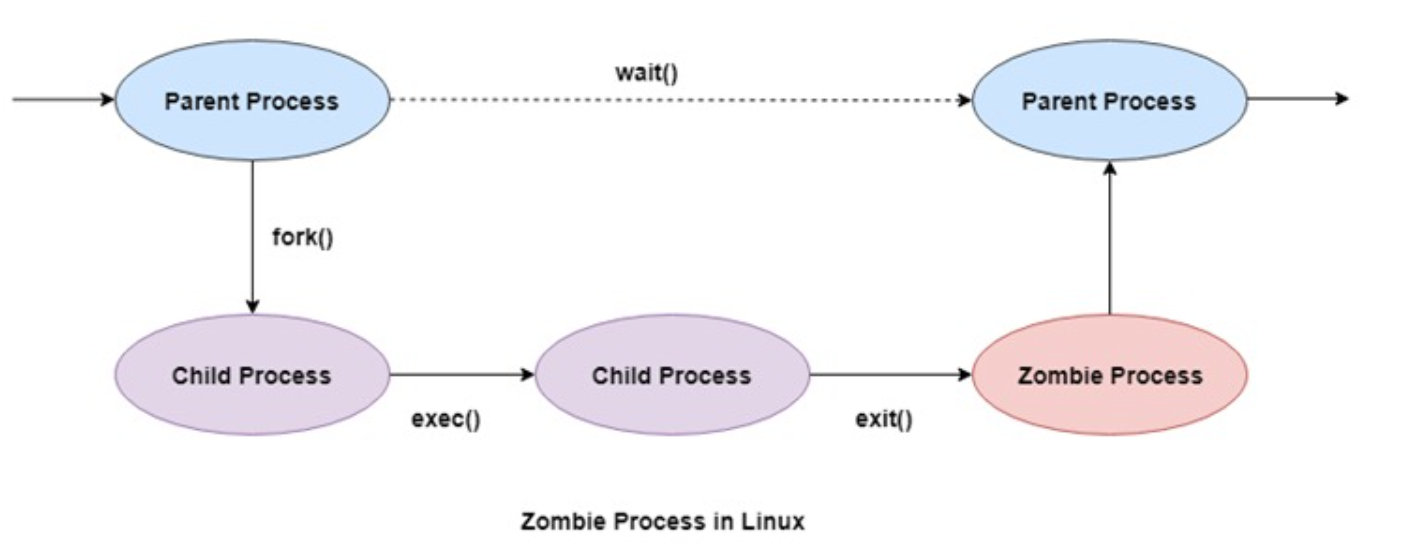 wait()
Parent Process
Parent Process
fork()
Child Process
Child Process
Zombie Process
exec()
exit()
Zombie Process in Linux